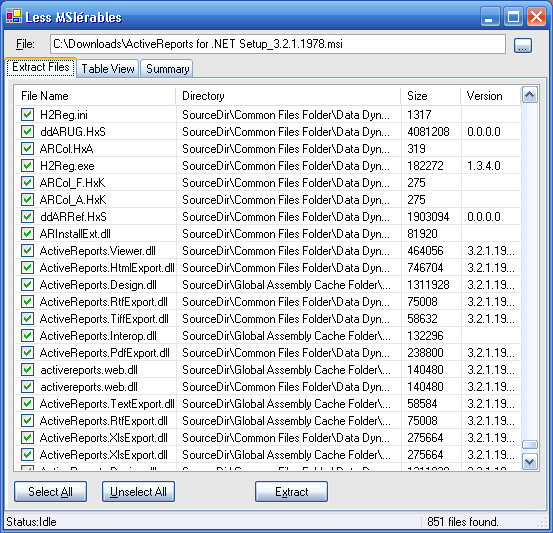 Less MSIérables
File: C:\Downloads\ActiveReports for .NET Setup_3.2.1.1978.msi ...
Extract Files Table View Summary
File Name Directory Size Version
H2Reg.ini SourceDir\Common Files Folder\Data Dyn... 1317
ddARUG.HxS SourceDir\Common Files Folder\Data Dyn... 4081208 0.0.0.0
ARCol.HxA SourceDir\Common Files Folder\Data Dyn... 319
H2Reg.exe SourceDir\Common Files Folder\Data Dyn... 182272 1.3.4.0
ARCol_F.HxK SourceDir\Common Files Folder\Data Dyn... 275
ARCol_A.HxK SourceDir\Common Files Folder\Data Dyn... 275
ddARRef.HxS SourceDir\Common Files Folder\Data Dyn... 1903094 0.0.0.0
ARInstallExt.dll SourceDir\Common Files Folder\Data Dyn... 81920
ActiveReports.Viewer.dll SourceDir\Common Files Folder\Data Dyn... 464056 3.2.1.19...
ActiveReports.HtmlExport.dll SourceDir\Common Files Folder\Data Dyn... 746704 3.2.1.19...
ActiveReports.Design.dll SourceDir\Global Assembly Cache Folder\... 1311928 3.2.1.19...
ActiveReports.RtfExport.dll SourceDir\Common Files Folder\Data Dyn... 75008 3.2.1.19...
ActiveReports.TiffExport.dll SourceDir\Common Files Folder\Data Dyn... 58632 3.2.1.19...
ActiveReports.Interop.dll SourceDir\Global Assembly Cache Folder\... 132296
ActiveReports.PdfExport.dll SourceDir\Common Files Folder\Data Dyn... 238800 3.2.1.19...
activereports.web.dll SourceDir\Global Assembly Cache Folder\... 140480 3.2.1.19...
activereports.web.dll SourceDir\Common Files Folder\Data Dyn... 140480 3.2.1.19...
ActiveReports.TextExport.dll SourceDir\Global Assembly Cache Folder\... 58584 3.2.1.19...
ActiveReports.RtfExport.dll SourceDir\Global Assembly Cache Folder\... 75008 3.2.1.19...
ActiveReports.XlsExport.dll SourceDir\Common Files Folder\Data Dyn... 275664 3.2.1.19...
ActiveReports.XlsExport.dll SourceDir\Global Assembly Cache Folder\... 275664 3.2.1.19...
Select All Unselect All Extract
Status:Idle 851 files found.